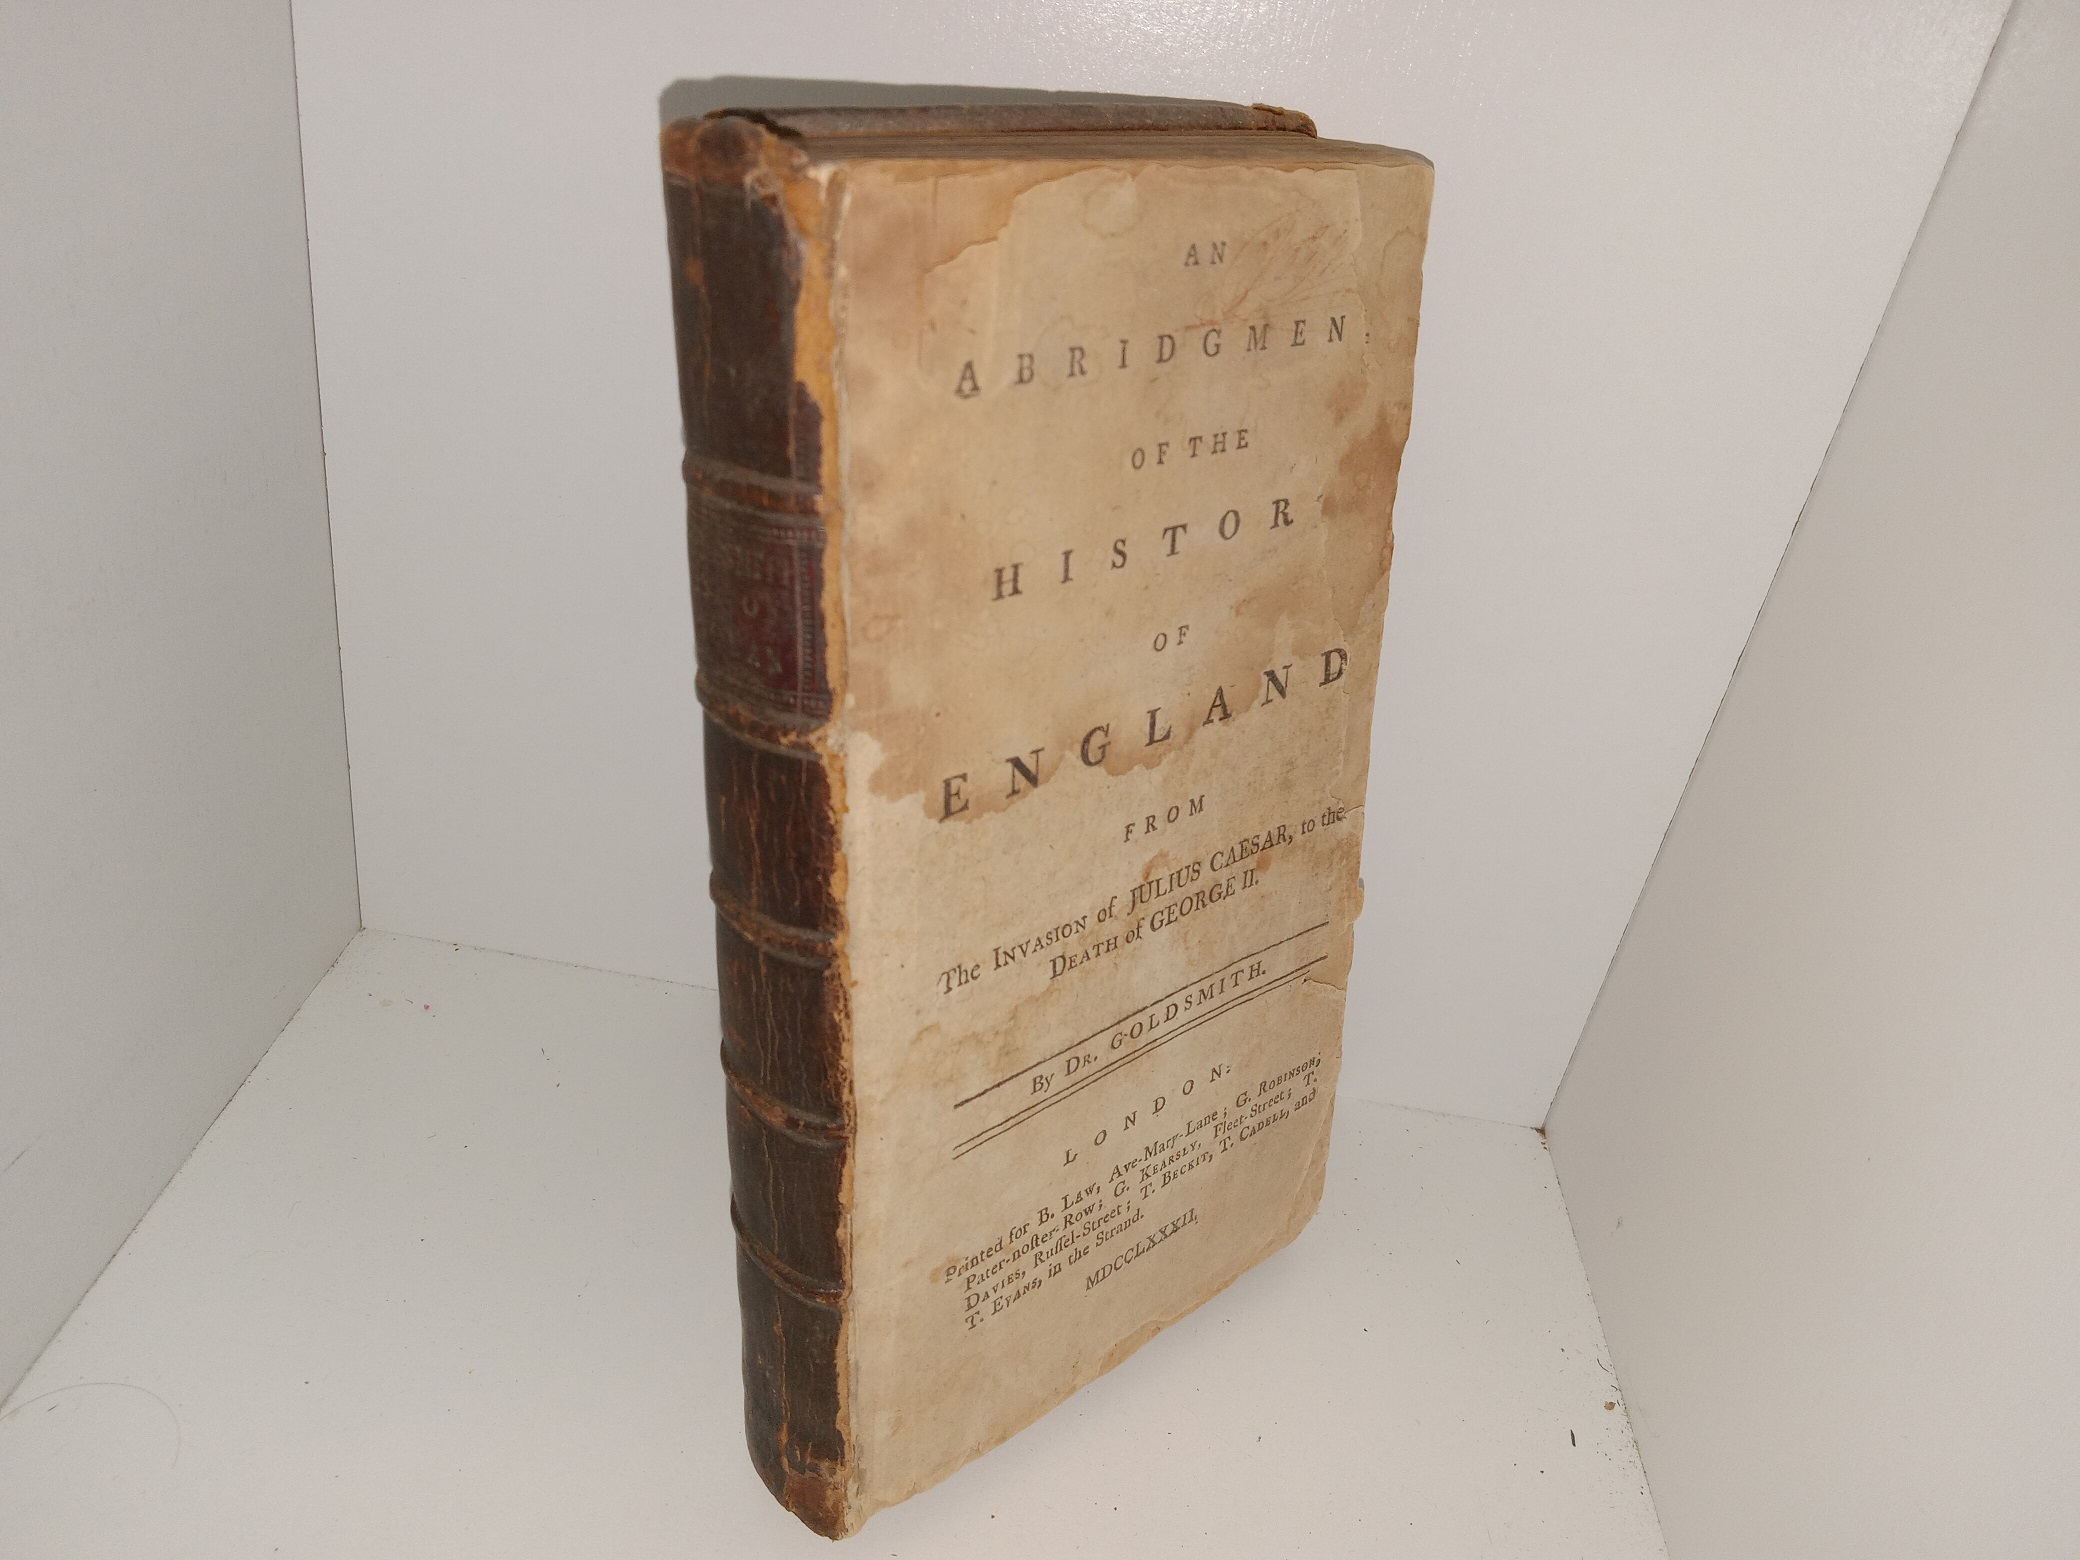 AN
ABRIDGMEN
OF THE
HISTOR
OF
ENGLAND
FROM
The INVASION of JULIUS CAESAR, to the
DEATH of GEORGE II.
By DR. GOLDSMITH.
LONDON:
Printed for B. LAW, Ave-Mary-Lane; G. ROBINSON,
Pater-noſter-Row; G. KEARSLY, Fleet-Street; T.
DAVIES, Ruſſel-Street; T. BECKIT, T. CADELL, and
T. EVANS, in the Strand.
MDCCLXXXII.